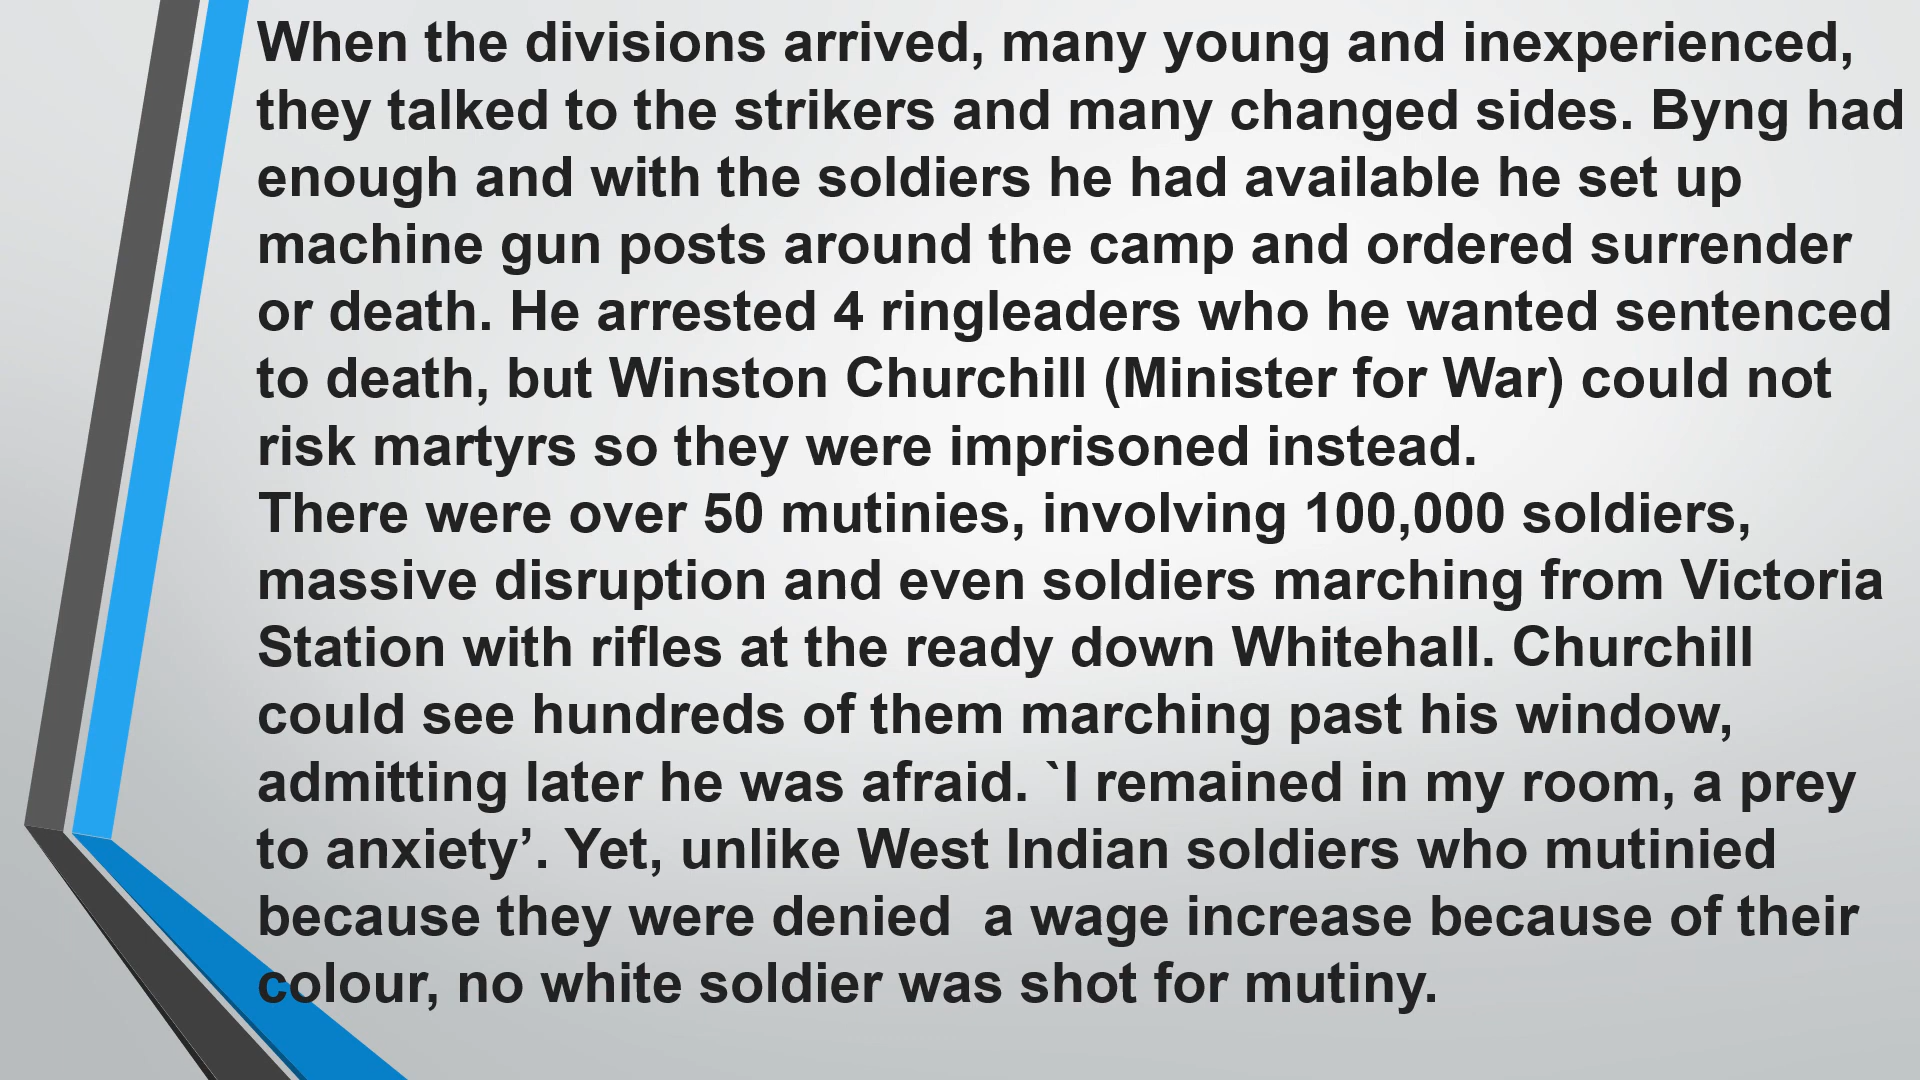 When the divisions arrived, many young and inexperienced,
they talked to the strikers and many changed sides. Byng had
enough and with the soldiers he had available he set up
machine gun posts around the camp and ordered surrender
or death. He arrested 4 ringleaders who he wanted sentenced
to death, but Winston Churchill (Minister for War) could not
risk martyrs so they were imprisoned instead.
There were over 50 mutinies, involving 100,000 soldiers,
massive disruption and even soldiers marching from Victoria
Station with rifles at the ready down Whitehall. Churchill
could see hundreds of them marching past his window,
admitting later he was afraid. `I remained in my room, a prey
to anxiety’. Yet, unlike West Indian soldiers who mutinied
because they were denied  a wage increase because of their
colour, no white soldier was shot for mutiny.